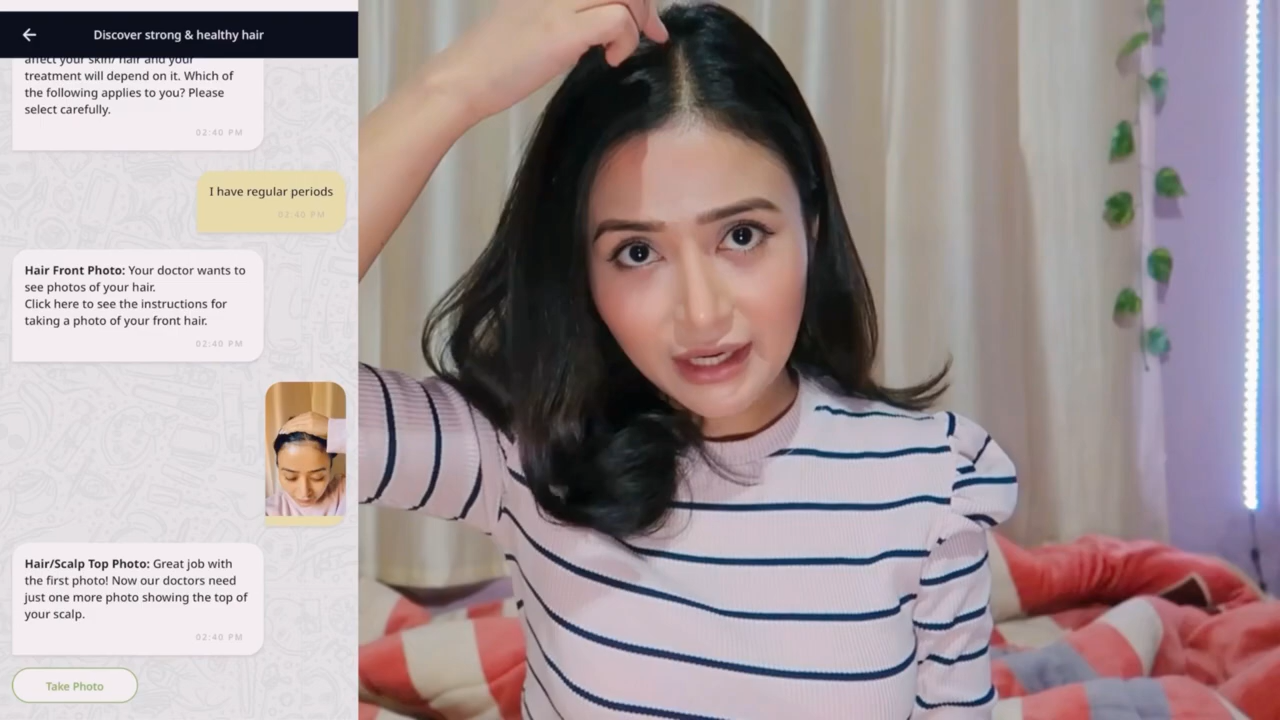 Discover strong & healthy hair
affect your skin/ hair and your
treatment will depend on it. Which of
the following applies to you? Please
select carefully.
02:40 PM
I have regular periods
02:40 PM
Hair Front Photo: Your doctor wants to
see photos of your hair.
Click here to see the instructions for
taking a photo of your front hair.
02:40 PM
Hair/Scalp Top Photo: Great job with
the first photo! Now our doctors need
just one more photo showing the top of
your scalp.
02:40 PM
Take Photo